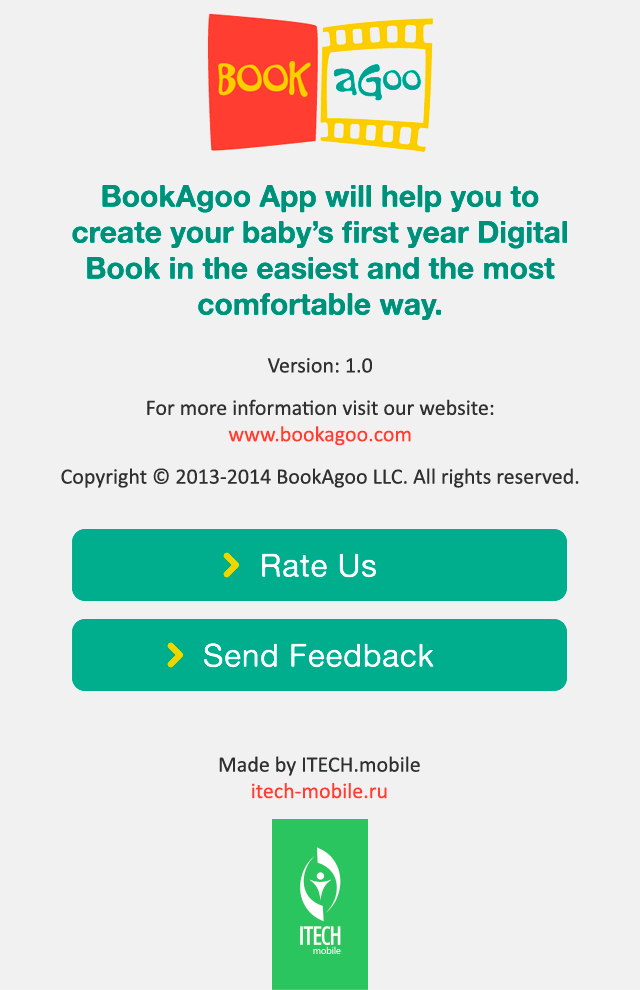 BOOK aGoo
BookAgoo App will help you to
create your baby's first year Digital
Book in the easiest and the most
comfortable way.
Version: 1.0
For more information visit our website:
www.bookagoo.com
Copyright © 2013-2014 BookAgoo LLC. All rights reserved.
Rate Us
Send Feedback
Made by ITECH.mobile
itech-mobile.ru
ITECH
mobile